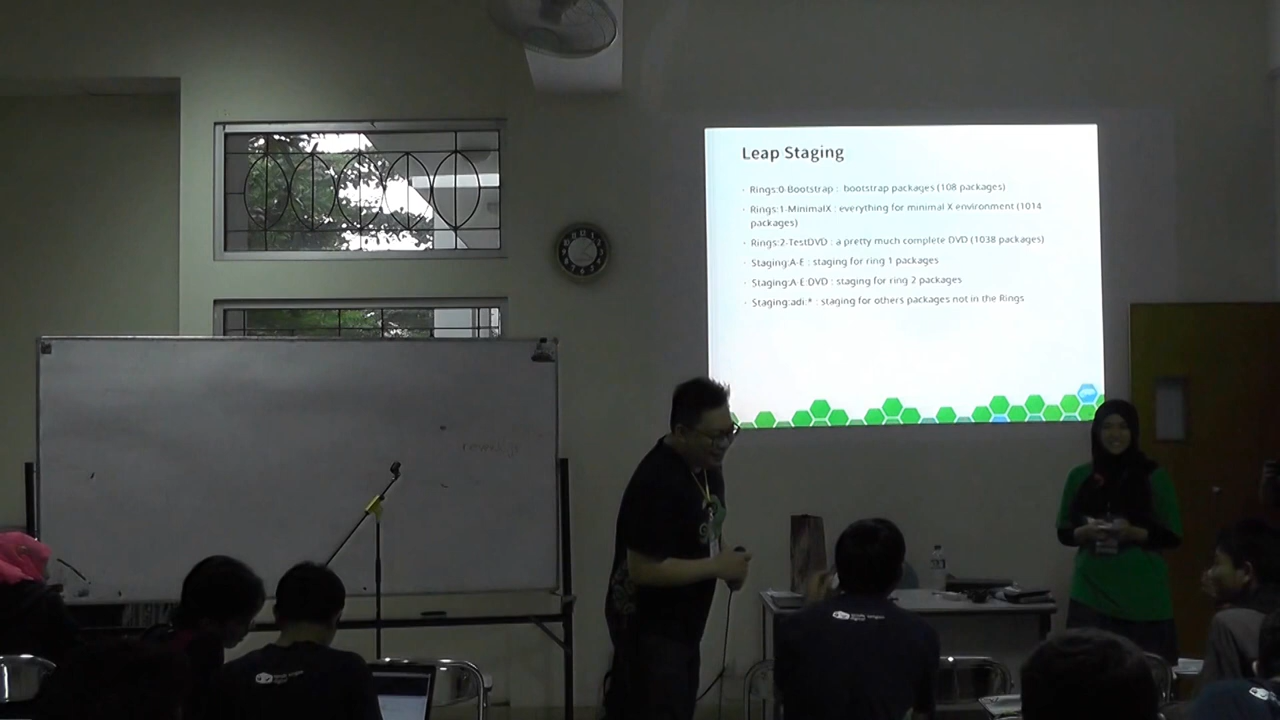 Leap Staging
· Rings:0-Bootstrap : bootstrap packages (108 packages)
· Rings:1-MinimalX : everything for minimal X environment (1014
packages)
· Rings:2-TestDVD : a pretty much complete DVD (1038 packages)
· Staging:A-E : staging for ring 1 packages
· Staging:A-E:DVD : staging for ring 2 packages
· Staging:adi:* : staging for others packages not in the Rings